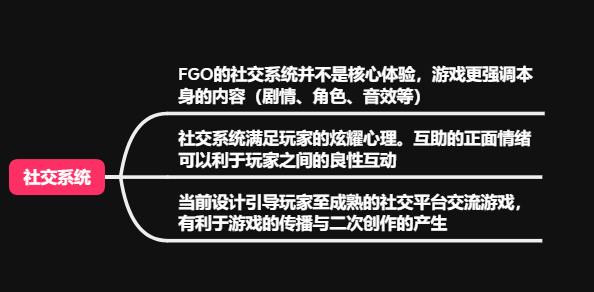 FGO的社交系统并不是核心体验，游戏更强调本
身的内容（剧情、角色、音效等）
社交系统满足玩家的炫耀心理。互助的正面情绪
可以利于玩家之间的良性互动
社交系统
当前设计引导玩家至成熟的社交平台交流游戏，
有利于游戏的传播与二次创作的产生